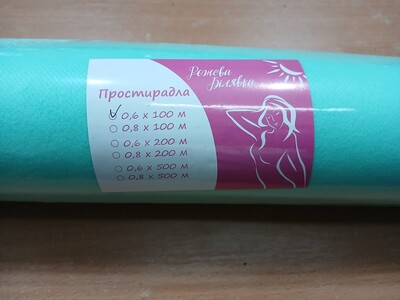 Рожева
Білявка
Простирадла
0,6 x 100 м
0,8 x 100 м
0,6 x 200 м
0,8 x 200 м
0,6 x 500 м
0,8 x 500 м